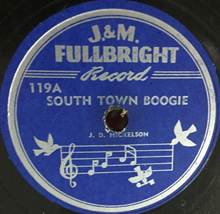 J.&M.
FULLBRIGHT
Record
119A
SOUTH TOWN BOOGIE
J. D. NICKELSON